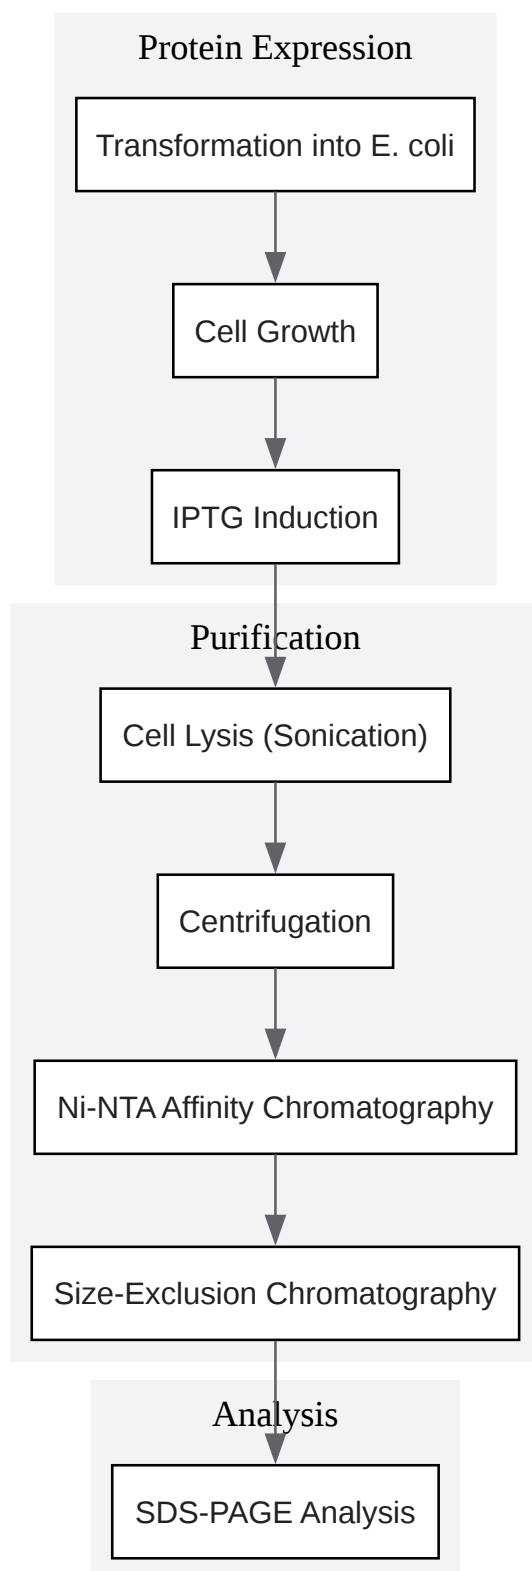 Protein Expression
Transformation into E. coli
Cell Growth
IPTG Induction
Purification
Cell Lysis (Sonication)
Centrifugation
Ni-NTA Affinity Chromatography
Size-Exclusion Chromatography
Analysis
SDS-PAGE Analysis